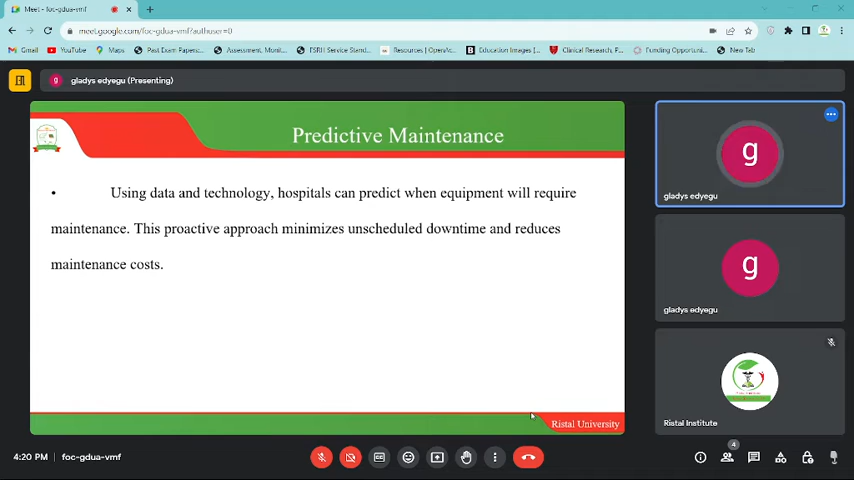 Meet - foc-gdua-vmf
meet.google.com/foc-gdua-vmf?authuser=0
Gmail
YouTube
Maps
Past Exam Papers:...
Assessment, Monit...
ESRH Service Stand...
Resources | OperAc...
Education Images |...
Clinical Research, F...
Funding Opportuni...
New Tab
g
gladys edyegu (Presenting)
Predictive Maintenance
• Using data and technology, hospitals can predict when equipment will require
maintenance. This proactive approach minimizes unscheduled downtime and reduces
maintenance costs.
Ristal University
g
gladys edyegu
g
gladys edyegu
Ristal Institute
4:20 PM
foc-gdua-vmf
4